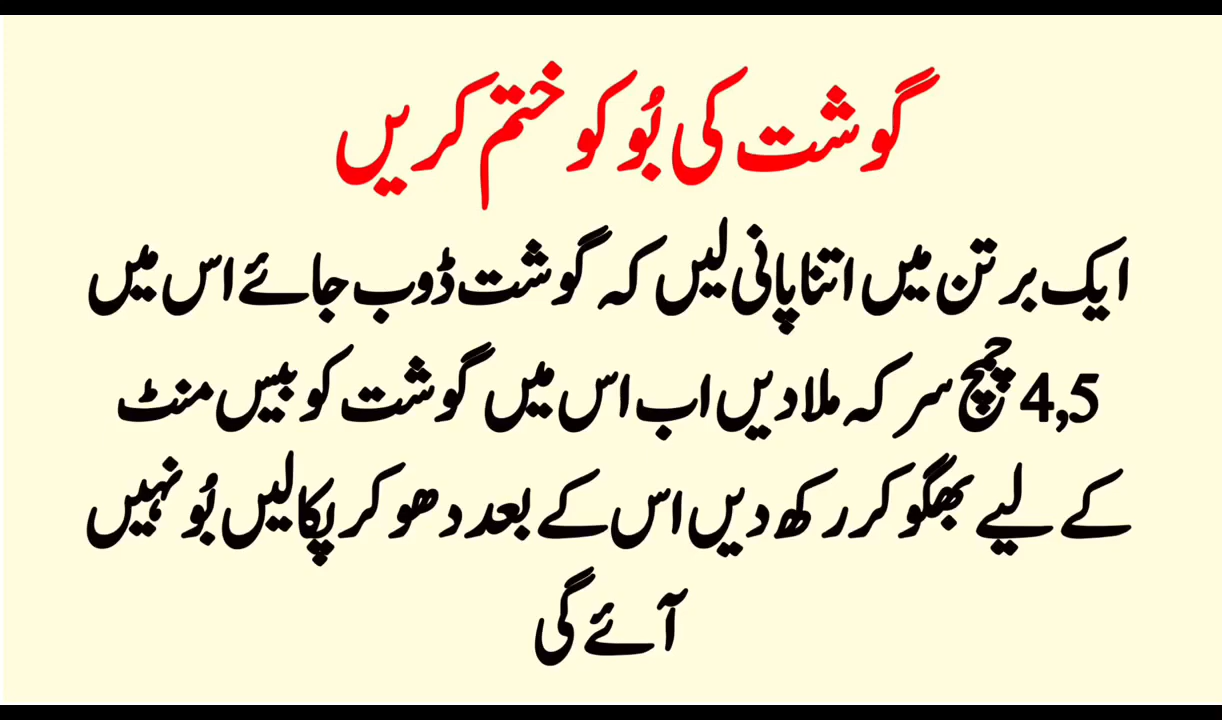 گوشت کی بُو کو ختم کریں
ایک برتن میں اتنا پانی لیں کہ گوشت ڈوب جائے اس میں
4,5 چمچ سرکہ ملا دیں اب اس میں گوشت کو بیس منٹ
کے لیے بھگو کر رکھ دیں اس کے بعد دھو کر پکالیں بُو نہیں
آئے گی